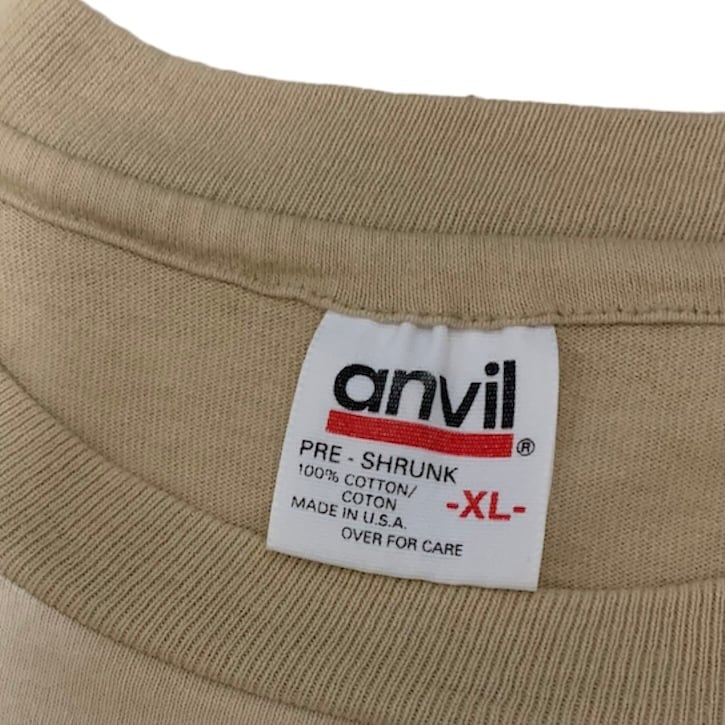 anvil®
PRE - SHRUNK
100% COTTON/
COTON
-XL-
MADE IN U.S.A.
OVER FOR CARE